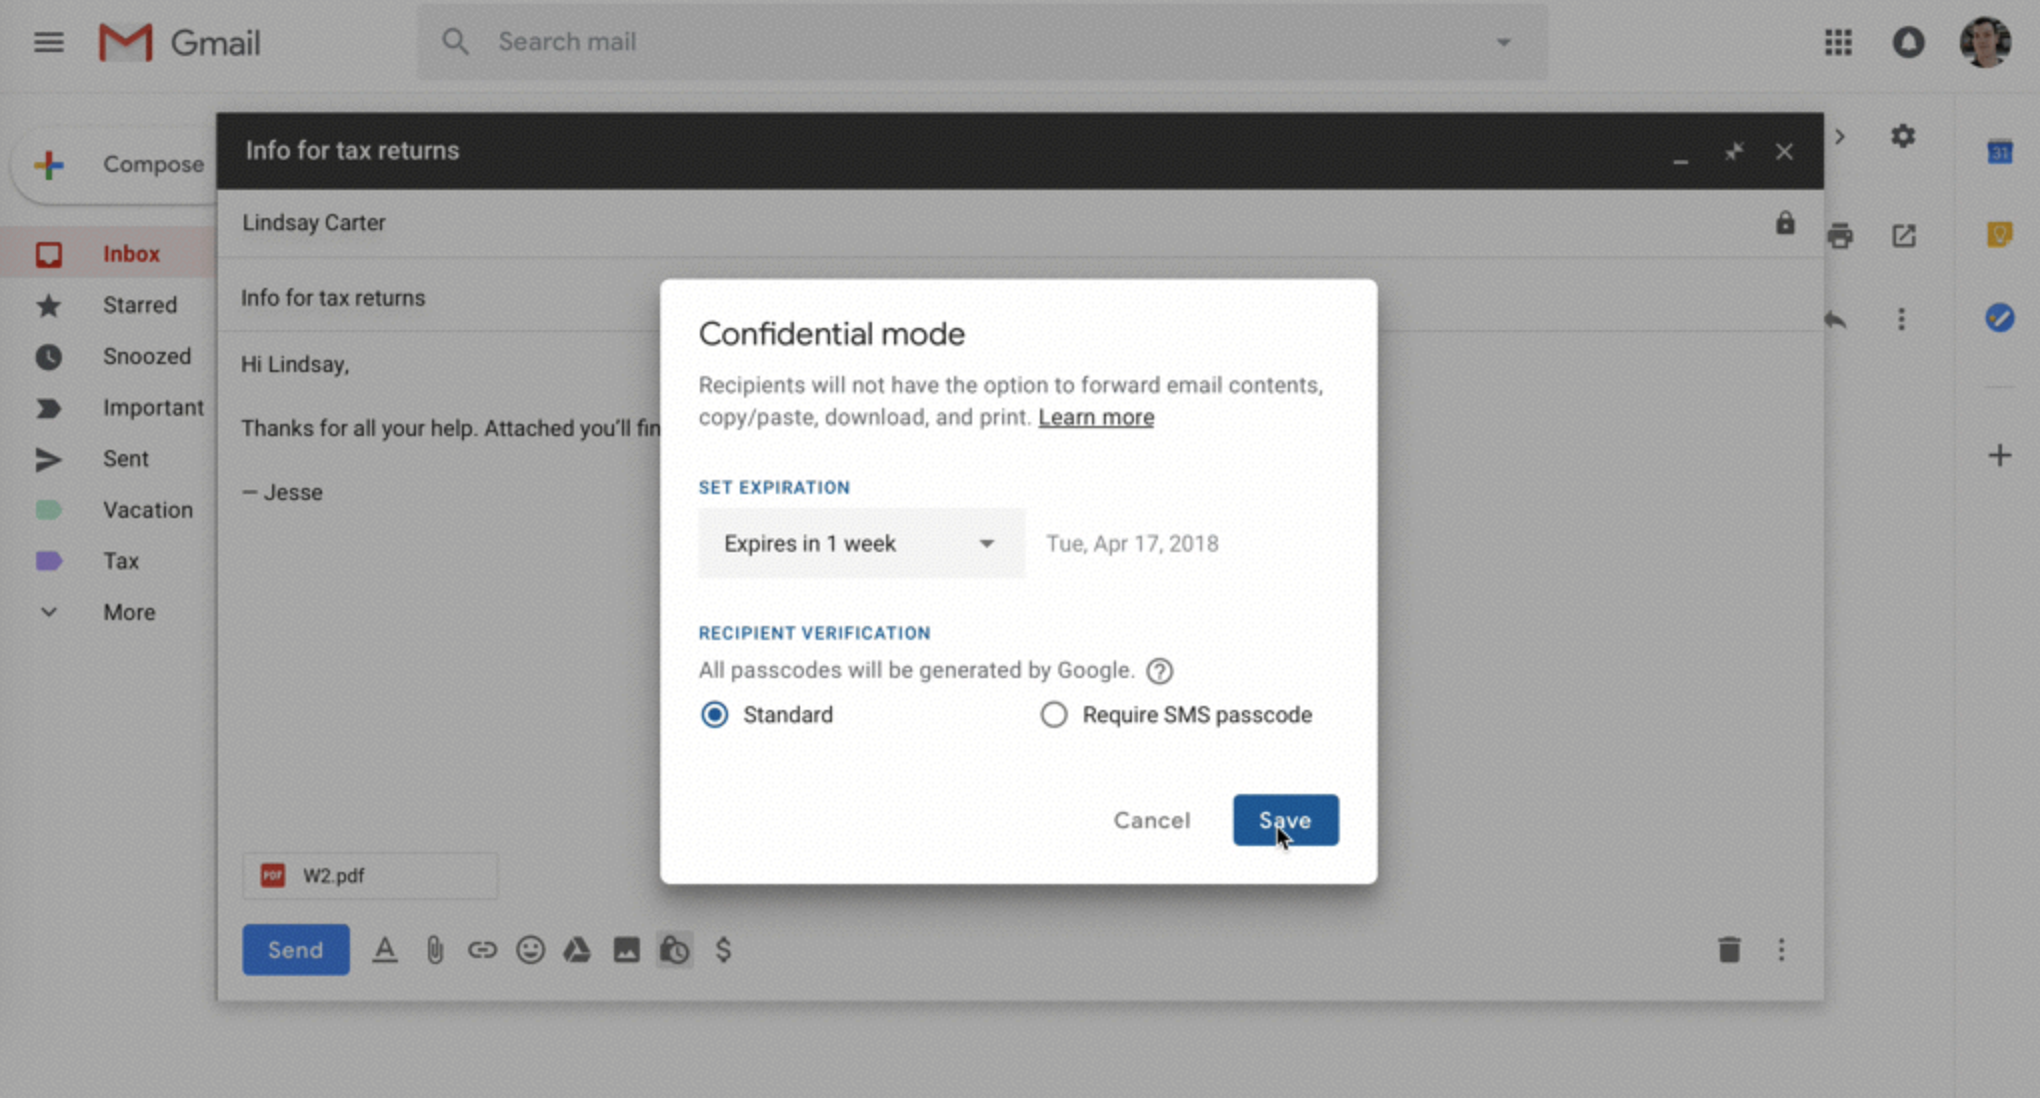 Gmail
Search mail
Compose
Info for tax returns
31
Lindsay Carter
Inbox
Info for tax returns
Starred
Snoozed
Hi Lindsay,
Important
Thanks for all your help. Attached you'll fin
Sent
– Jesse
Vacation
Tax
More
Confidential mode
Recipients will not have the option to forward email contents,
copy/paste, download, and print. Learn more
SET EXPIRATION
Expires in 1 week
Tue, Apr 17, 2018
RECIPIENT VERIFICATION
All passcodes will be generated by Google.
Standard
Require SMS passcode
Cancel
Save
PDF
W2.pdf
Send